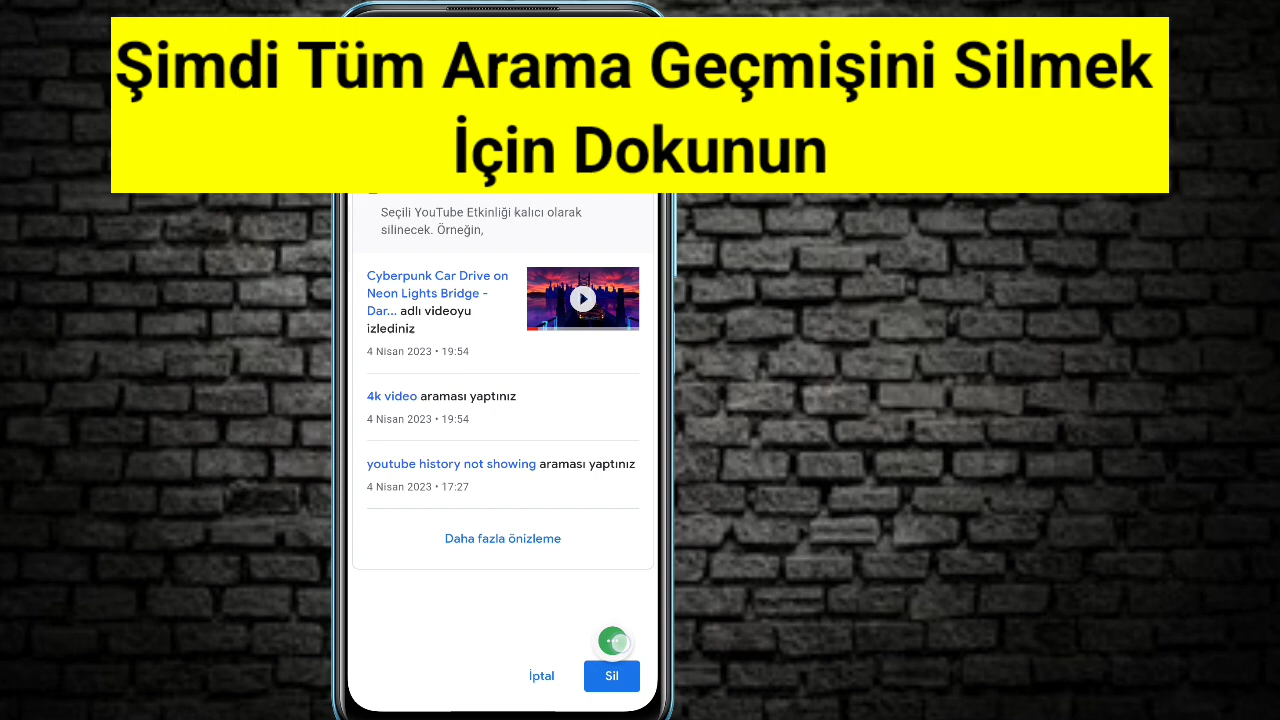 Şimdi Tüm Arama Geçmişini Silmek
İçin Dokunun
Seçili YouTube Etkinliği kalıcı olarak
silinecek. Örneğin,
Cyberpunk Car Drive on
Neon Lights Bridge -
Dar... adlı videoyu
izlediniz
4 Nisan 2023 • 19:54
4k video araması yaptınız
4 Nisan 2023 • 19:54
youtube history not showing araması yaptınız
4 Nisan 2023 • 17:27
Daha fazla önizleme
İptal
Sil